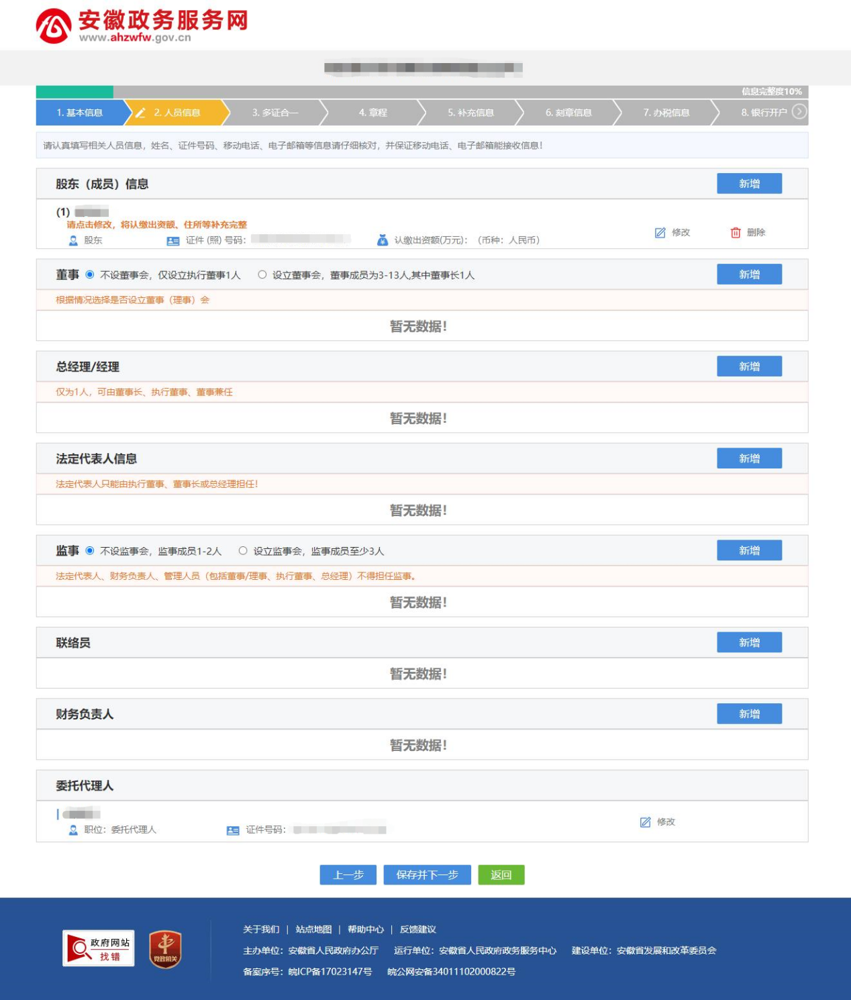 安徽政务服务网
www.ahzwfw.gov.cn
信息完整度10%
1. 基本信息
2. 人员信息
3. 多证合一
4. 章程
5. 补充信息
6. 刻章信息
7. 办税信息
8. 银行开户
请认真填写相关人员信息，姓名、证件号码、移动电话、电子邮箱等信息请仔细核对，并保证移动电话、电子邮箱能接收信息！
股东（成员）信息 新增
(1)
请点击修改，将认缴出资额、住所等补充完整
股东 证件 (照) 号码： 认缴出资额(万元)：（币种：人民币） 修改 删除
董事 不设董事会，仅设立执行董事1人 设立董事会，董事成员为3-13人,其中董事长1人 新增
根据情况选择是否设立董事（理事）会
暂无数据！
总经理/经理 新增
仅为1人，可由董事长、执行董事、董事兼任
暂无数据！
法定代表人信息 新增
法定代表人只能由执行董事、董事长或总经理担任！
暂无数据！
监事 不设监事会，监事成员1-2人 设立监事会，监事成员至少3人 新增
法定代表人、财务负责人、管理人员（包括董事/理事、执行董事、总经理）不得担任监事。
暂无数据！
联络员 新增
暂无数据！
财务负责人 新增
暂无数据！
委托代理人
职位：委托代理人 证件号码： 修改
上一步 保存并下一步 返回
政府网站
找错
党政机关
关于我们 | 站点地图 | 帮助中心 | 反馈建议
主办单位：安徽省人民政府办公厅 运行单位：安徽省人民政府政务服务中心 建设单位：安徽省发展和改革委员会
备案序号：皖ICP备17023147号 皖公网安备34011102000822号